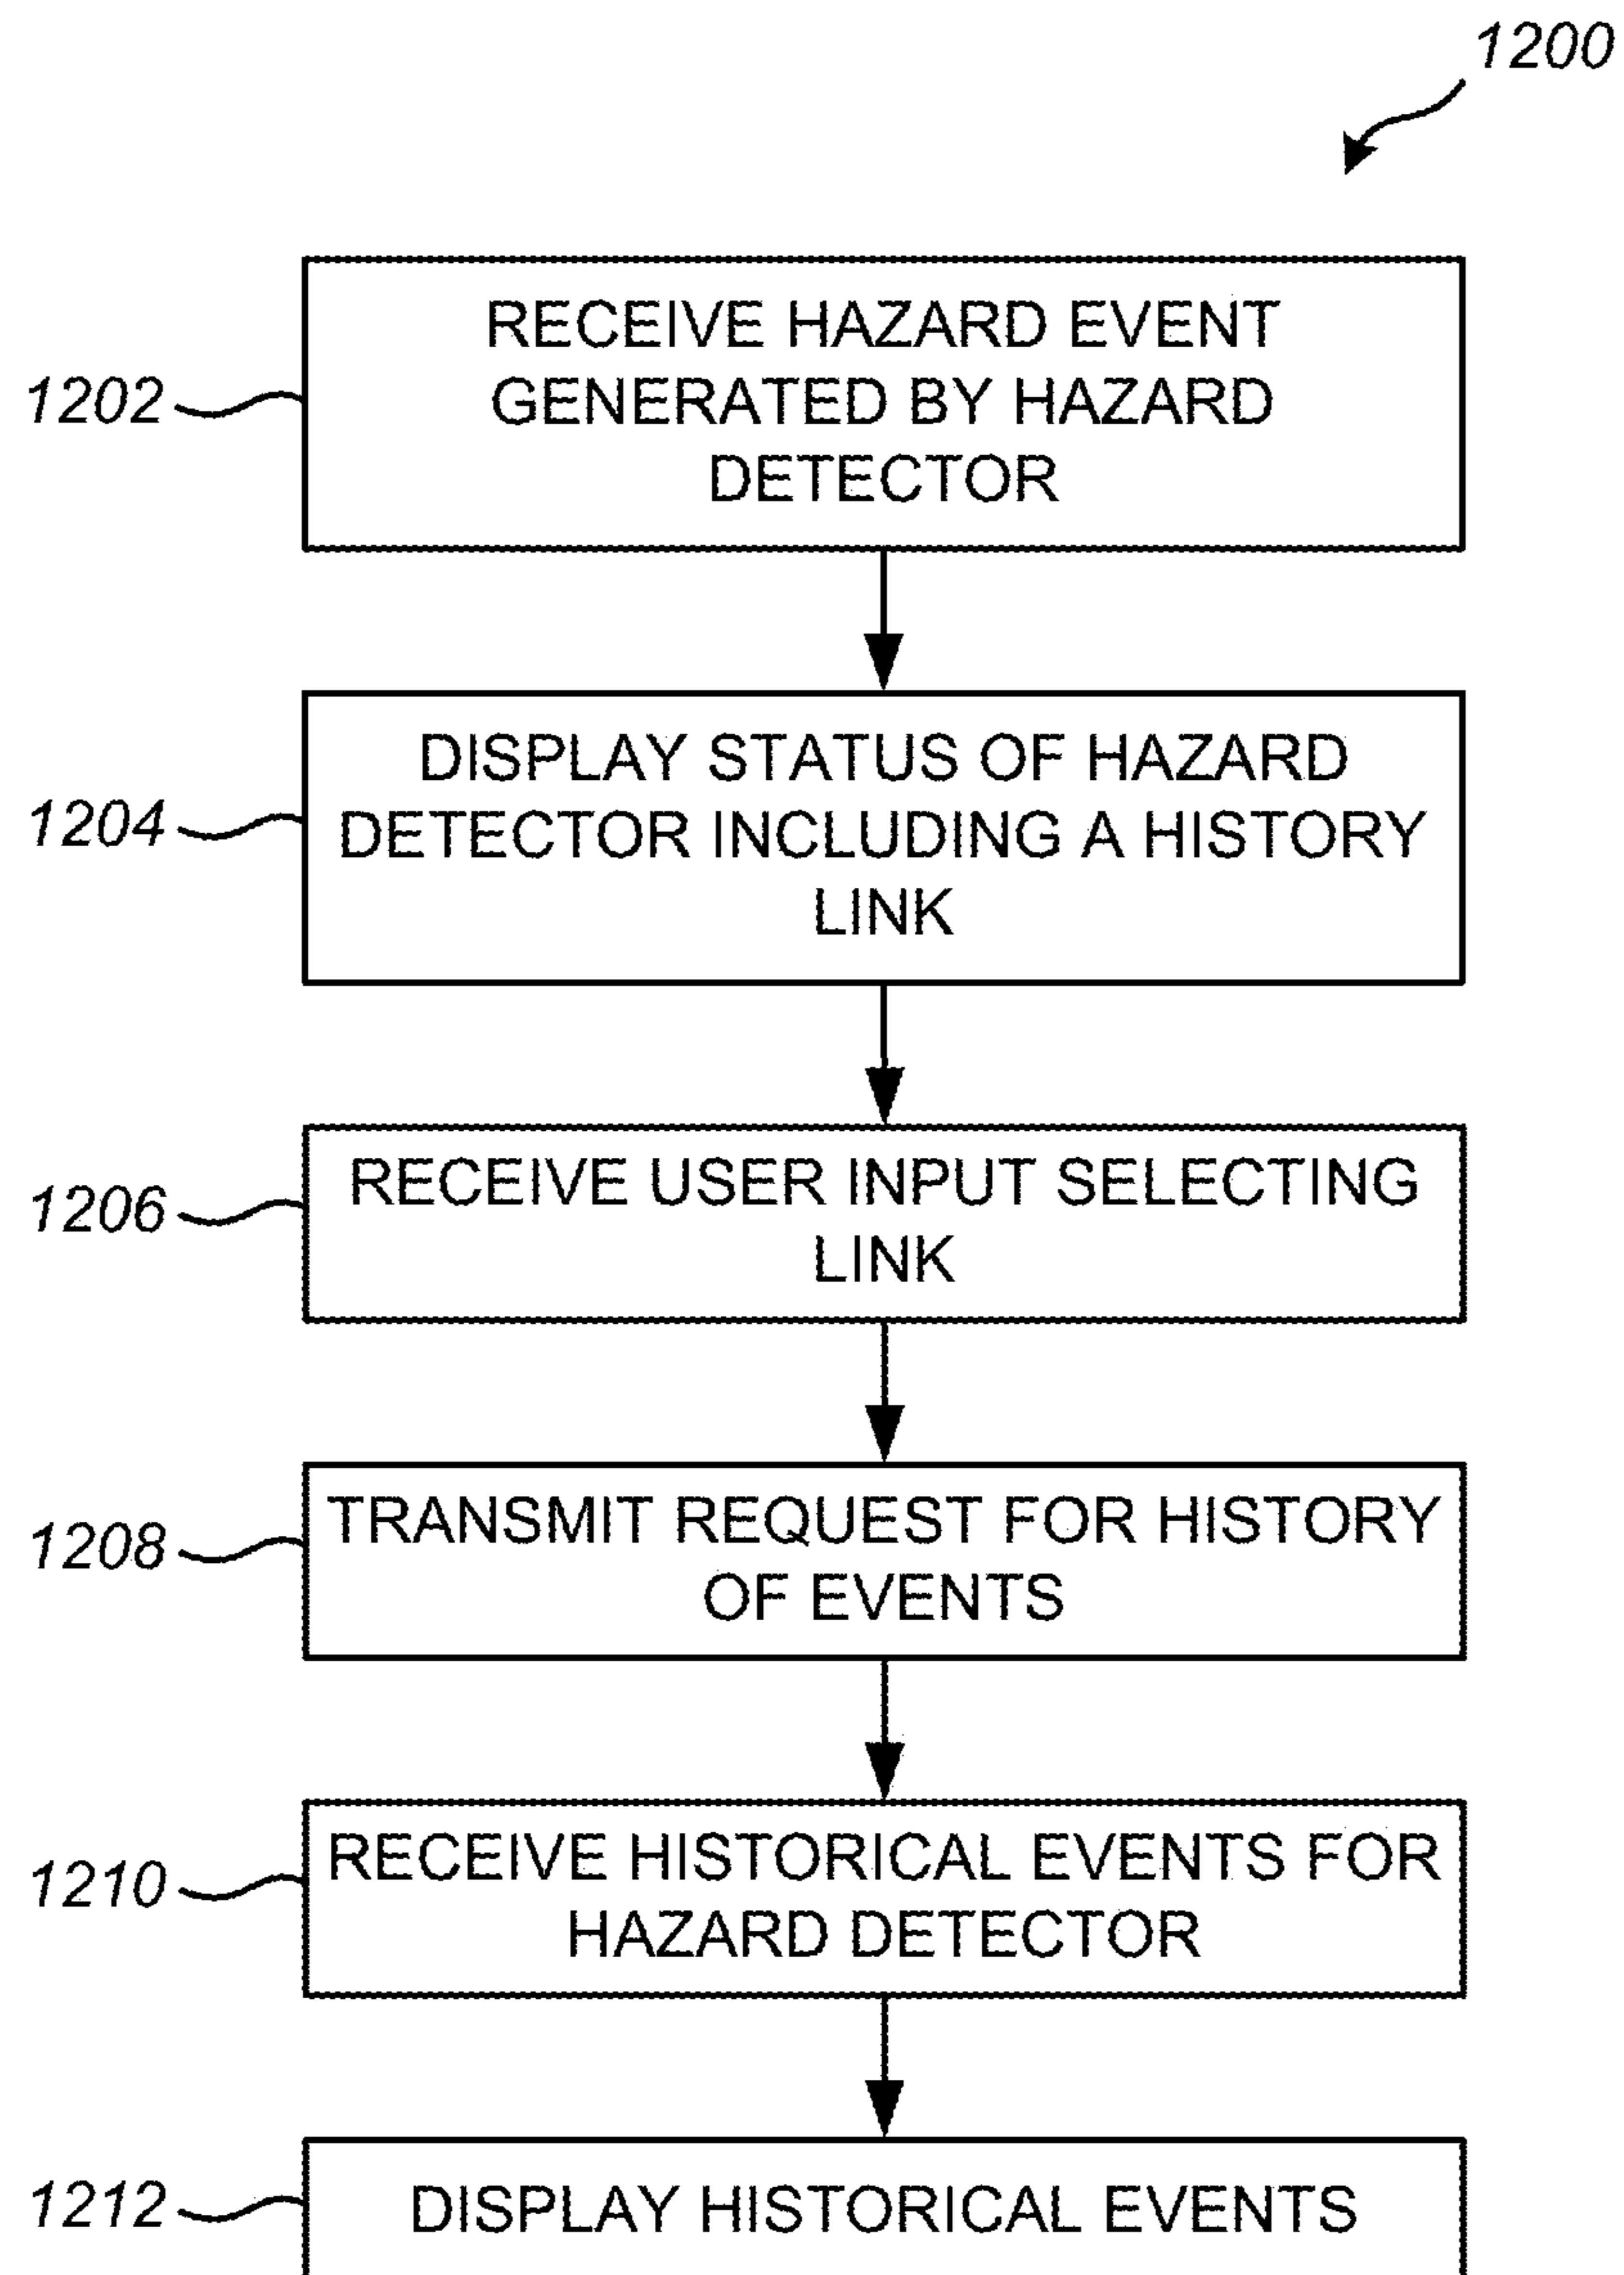 1200
1202
RECEIVE HAZARD EVENT
GENERATED BY HAZARD
DETECTOR
1204
DISPLAY STATUS OF HAZARD
DETECTOR INCLUDING A HISTORY
LINK
1206
RECEIVE USER INPUT SELECTING
LINK
1208
TRANSMIT REQUEST FOR HISTORY
OF EVENTS
1210
RECEIVE HISTORICAL EVENTS FOR
HAZARD DETECTOR
1212
DISPLAY HISTORICAL EVENTS